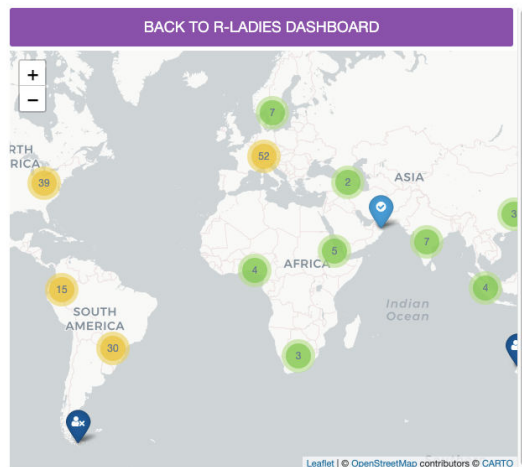 BACK TO R-LADIES DASHBOARD
+
−
7
52
RTH
RICA
39
2
ASIA
3
7
5
4
AFRICA
4
15
Indian
Ocean
SOUTH
AMERICA
30
3
Leaflet | © OpenStreetMap contributors © CARTO